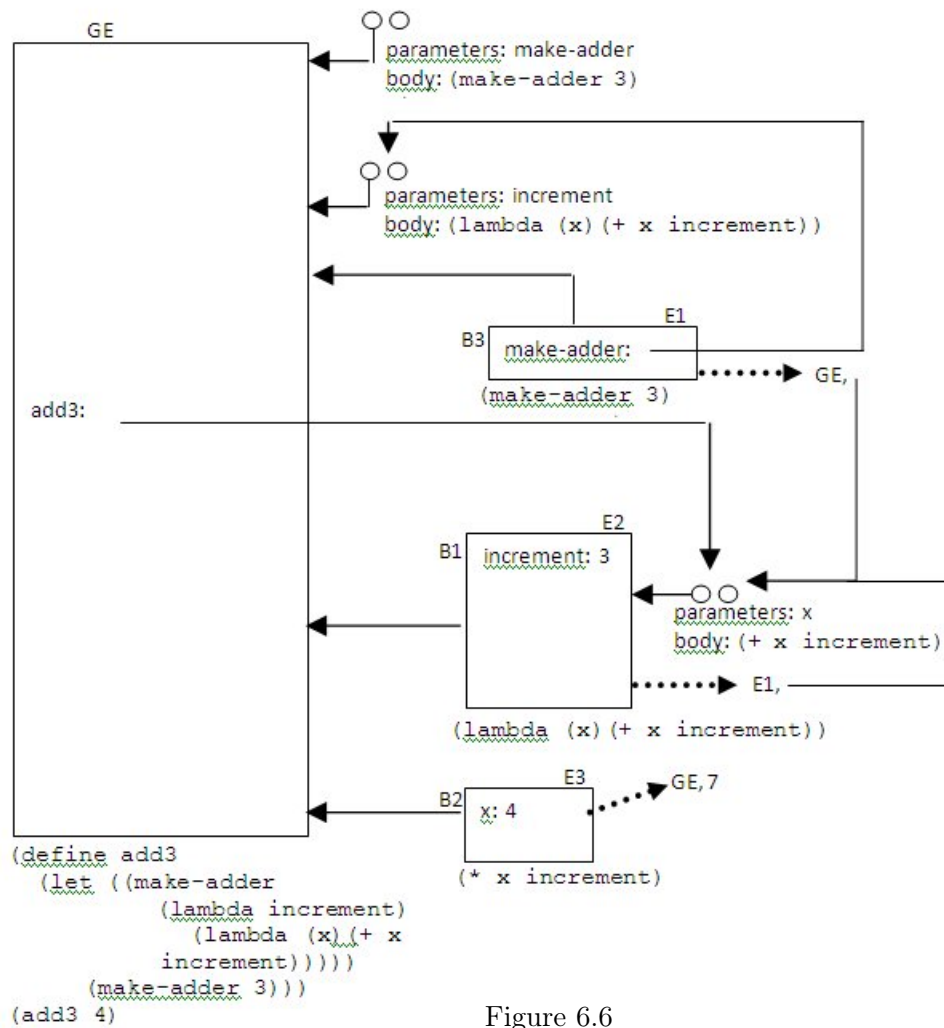 GE
parameters: make-adder
body: (make-adder 3)
parameters: increment
body: (lambda (x)(+ x increment))
E1
B3
make-adder:
GE,
(make-adder 3)
add3:
E2
B1
increment: 3
parameters: x
body: (+ x increment)
E1,
(lambda (x)(+ x increment))
E3
B2
x: 4
GE, 7
(* x increment)
(define add3
(let ((make-adder
(lambda increment)
(lambda (x)(+ x
increment)))))
(make-adder 3)))
(add3 4)
Figure 6.6